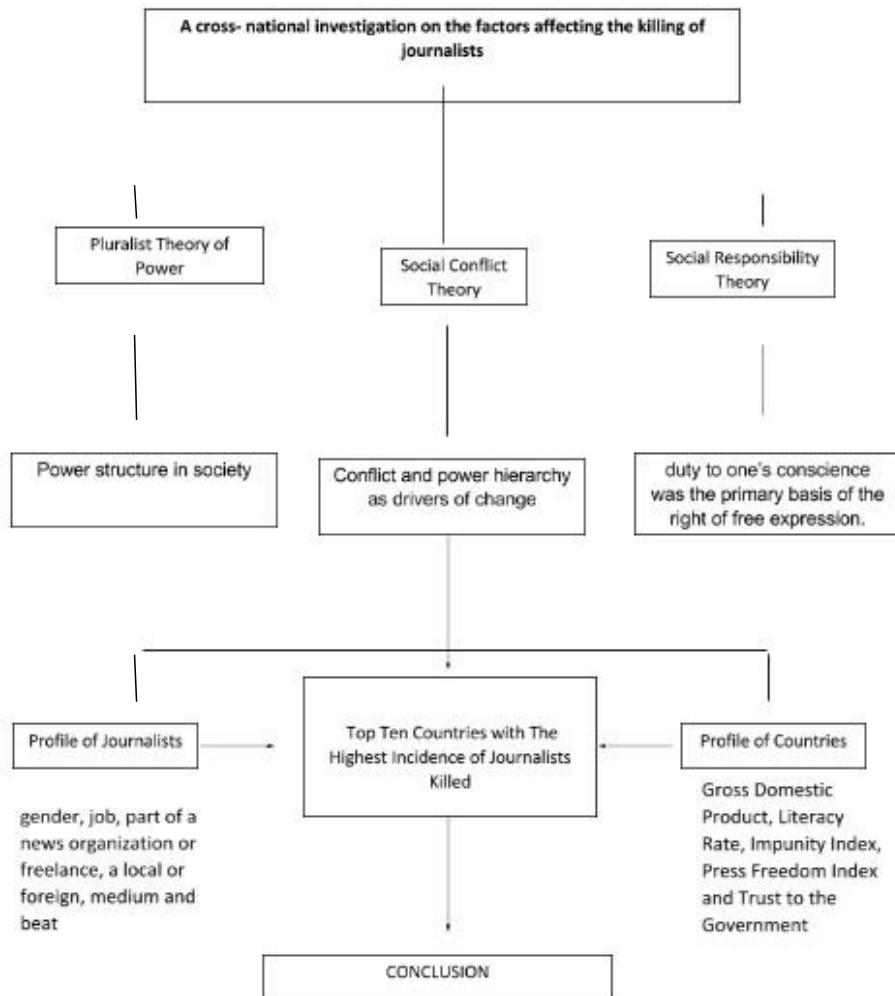 A cross- national investigation on the factors affecting the killing of
journalists
Pluralist Theory of
Power
Social Conflict
Theory
Social Responsibility
Theory
Power structure in society
Conflict and power hierarchy
as drivers of change
duty to one's conscience
was the primary basis of the
right of free expression.
Profile of Journalists
Top Ten Countries with The
Highest Incidence of Journalists
Killed
Profile of Countries
gender, job, part of a
news organization or
freelance, a local or
foreign, medium and
beat
Gross Domestic
Product, Literacy
Rate, Impunity Index,
Press Freedom Index
and Trust to the
Government
CONCLUSION